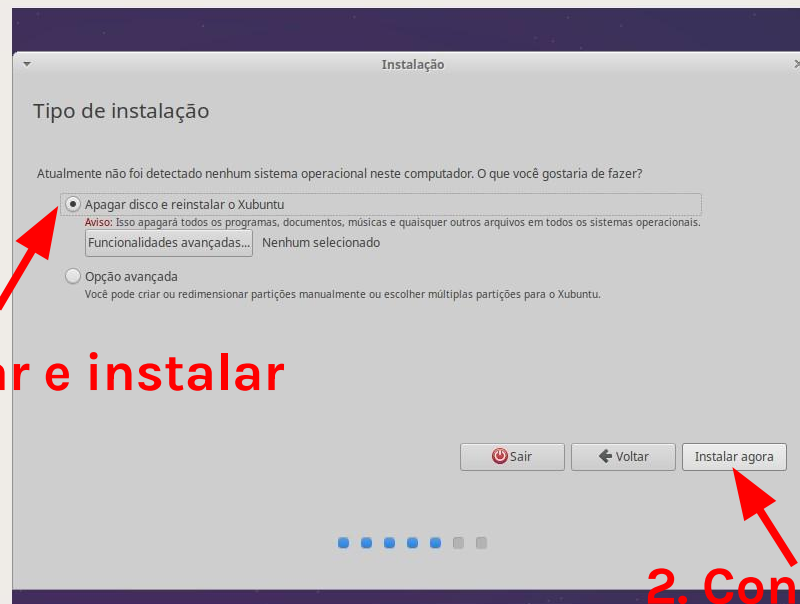 Instalação
Tipo de instalação
Atualmente não foi detectado nenhum sistema operacional neste computador. O que você gostaria de fazer?
Apagar disco e reinstalar o Xubuntu
Aviso: Isso apagará todos os programas, documentos, músicas e quaisquer outros arquivos em todos os sistemas operacionais.
Funcionalidades avançadas... Nenhum selecionado
Opção avançada
Você pode criar ou redimensionar partições manualmente ou escolher múltiplas partições para o Xubuntu.
e instalar
Sair Voltar Instalar agora
2. Con